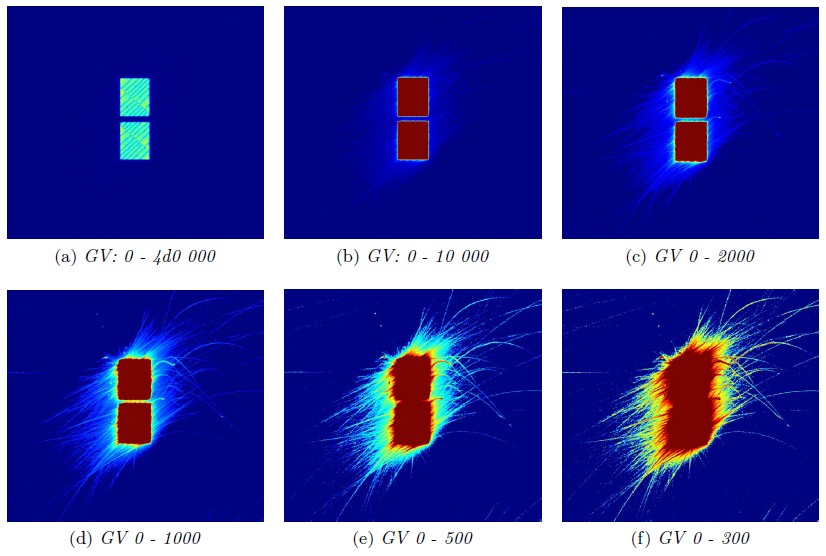 (a) GV: 0 - 4d0 000
(b) GV: 0 - 10 000
(c) GV 0 - 2000
(d) GV 0 - 1000
(e) GV 0 - 500
(f) GV 0 - 300